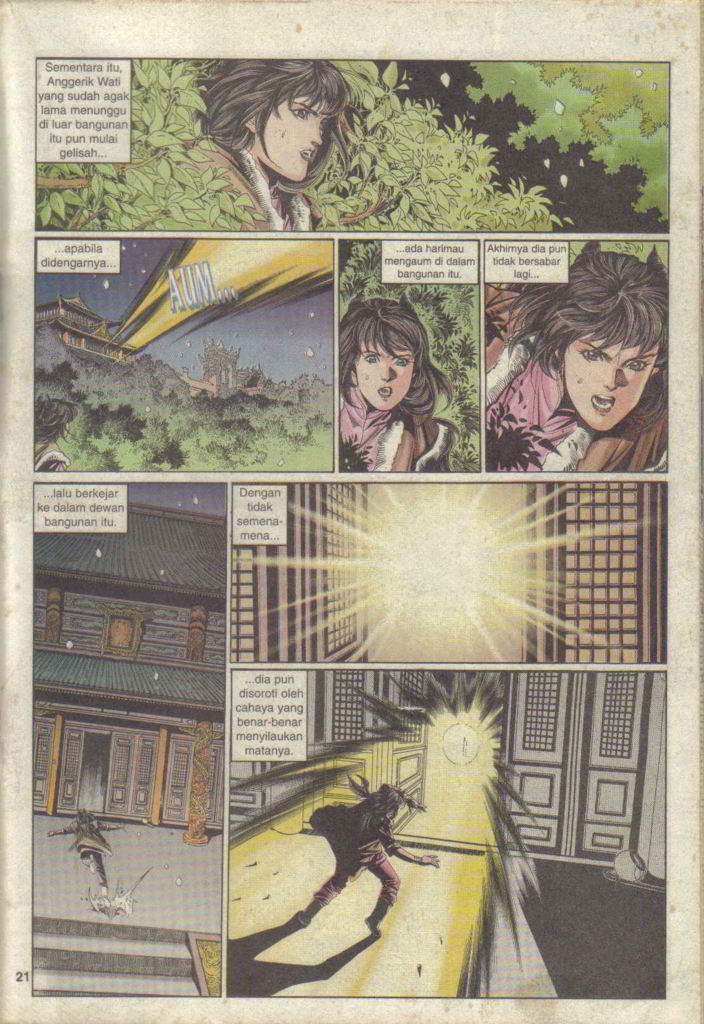 Sementara itu,
Anggerik Wati
yang sudah agak
lama menunggu
di luar bangunan
itu pun mulai
gelisah...
...apabila
didengarnya...
AUM...
...ada harimau
mengaum di dalam
bangunan itu.
Akhirnya dia pun
tidak bersabar
lagi...
...lalu berkejar
ke dalam dewan
bangunan itu.
Dengan
tidak
semena-
mena...
...dia pun
disoroti oleh
cahaya yang
benar-benar
menyilaukan
matanya.
21